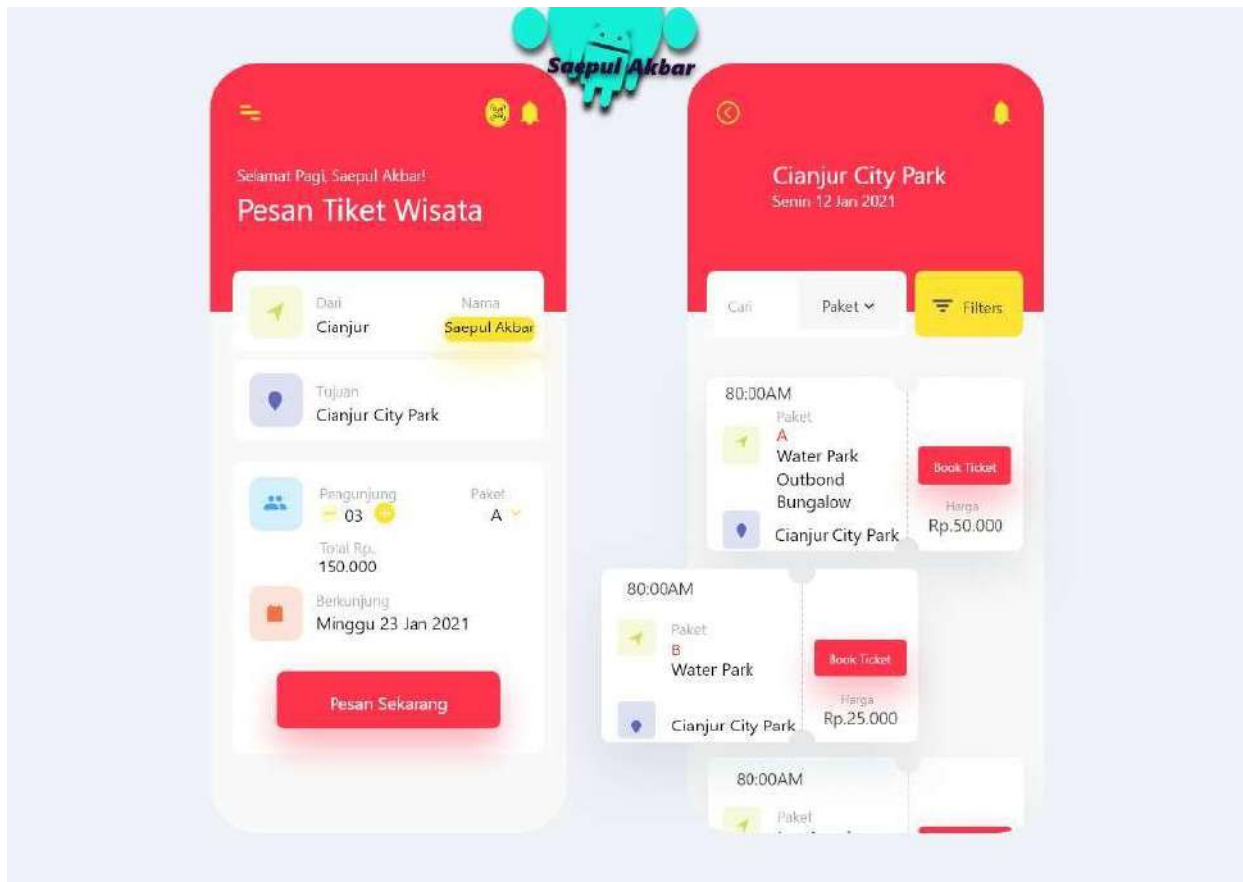 Saepul Akbar
Selamat Pagi, Saepul Akbar!
Pesan Tiket Wisata
Dari
Nama
Cianjur
Saepul Akbar
Tujuan
Cianjur City Park
Pengunjung
Paket
03
A
Total Rp.
150.000
Berkunjung
Minggu 23 Jan 2021
Pesan Sekarang
Cianjur City Park
Senin 12 Jan 2021
Cari
Paket
Filters
80:00AM
Paket
A
Water Park
Outbond
Bungalow
Cianjur City Park
Book Ticket
Harga
Rp.50.000
80:00AM
Paket
B
Water Park
Cianjur City Park
Book Ticket
Harga
Rp.25.000
80:00AM
Paket